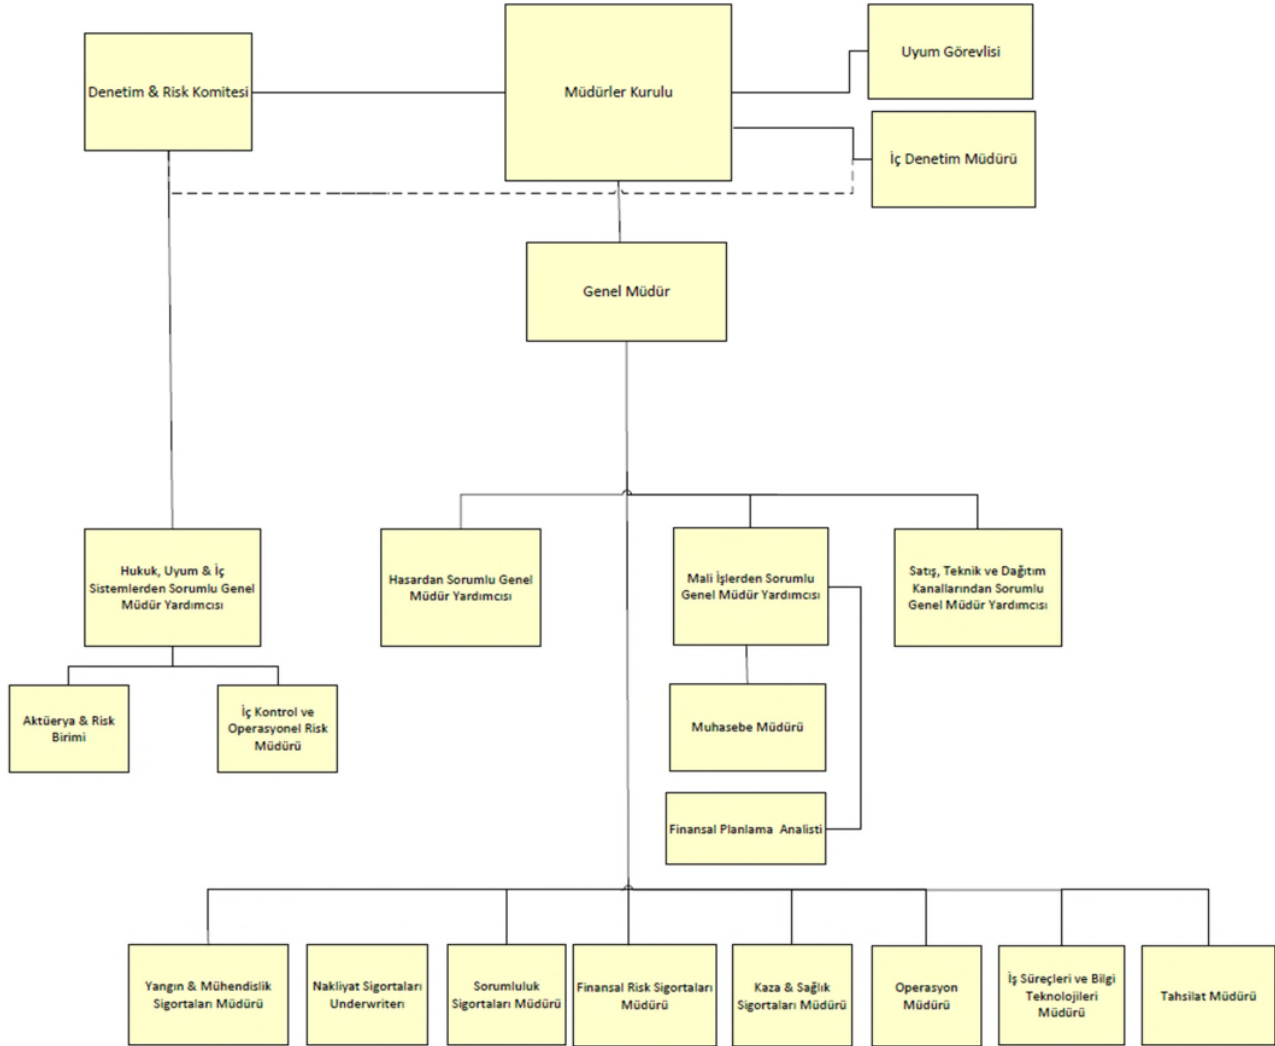 Denetim & Risk Komitesi
Müdürler Kurulu
Uyum Görevlisi
İç Denetim Müdürü
Genel Müdür
Hukuk, Uyum & İç
Sistemlerden Sorumlu Genel
Müdür Yardımcısı
Hasardan Sorumlu Genel
Müdür Yardımcısı
Mali İşlerden Sorumlu
Genel Müdür Yardımcısı
Satış, Teknik ve Dağıtım
Kanallarından Sorumlu
Genel Müdür Yardımcısı
Aktüerya & Risk
Birimi
İç Kontrol ve
Operasyonel Risk
Müdürü
Muhasebe Müdürü
Finansal Planlama Analisti
Yangın & Mühendislik
Sigortaları Müdürü
Nakliyat Sigortaları
Underwriterı
Sorumluluk
Sigortaları Müdürü
Finansal Risk Sigortaları
Müdürü
Kaza & Sağlık
Sigortaları Müdürü
Operasyon
Müdürü
İş Süreçleri ve Bilgi
Teknolojileri
Müdürü
Tahsilat Müdürü